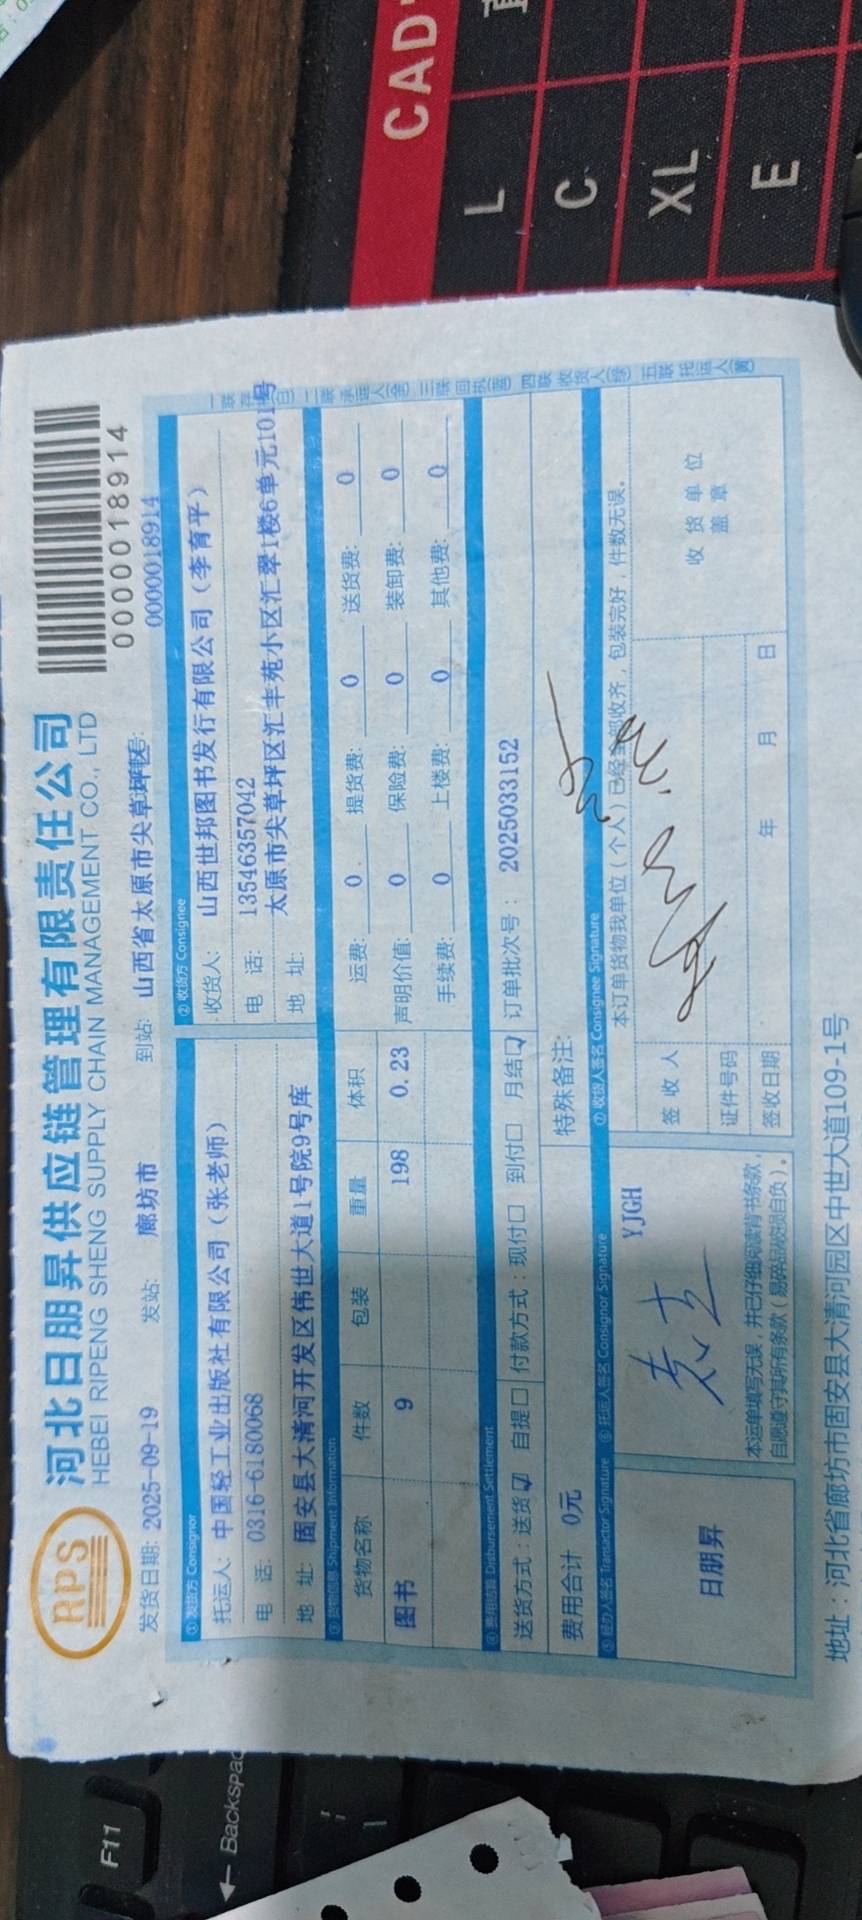 RPS
河北日朋昇供应链管理有限责任公司
HEBEI RIPENG SHENG SUPPLY CHAIN MANAGEMENT CO., LTD
0000018914
发货日期: 2025-09-19 发站: 廊坊市 到站: 山西省太原市尖草坪区 0000018914
① 发货方 Consignor
托运人: 中国轻工业出版社有限公司（张老师）
电 话: 0316-6180068
地 址: 固安县大清河开发区伟世大道1号院9号库
② 收货方 Consignee
收货人: 山西世邦图书发行有限公司（李育平）
电 话: 13546357042
地 址: 太原市尖草坪区汇丰苑小区汇翠1楼6单元101号
③ 货物信息 Shipment Information
货物名称 件数 包装 重量 体积
图书 9 198 0.23
运费: 0 提货费: 0 送货费: 0
声明价值: 0 保险费: 0 装卸费: 0
手续费: 0 上楼费: 0 其他费: 0
④ 费用结算 Disbursement Settlement
送货方式: 送货☑ 自提☐ 付款方式: 现付☐ 到付☐ 月结☑ 订单批次号: 2025033152
费用合计 0元 特殊备注:
⑤ 经办人签名 Transactor Signature
日朋昇
⑥ 托运人签名 Consignor Signature
YJGH
本运单填写无误，并已仔细阅读背书条款，
自愿遵守其所有条款（易碎品破损自负）。
⑦ 收货人签名 Consignee Signature
本订单货物我单位（个人）已经全部收齐，包装完好，件数无误。
签 收 人
证件号码
签收日期 年 月 日
收货单位
盖章
一联存 二联承运人 三联回执 四联收货人 五联托运人
地址：河北省廊坊市固安县大清河园区中世大道109-1号
CAD
L
C
XL
E
F11
← Backspac